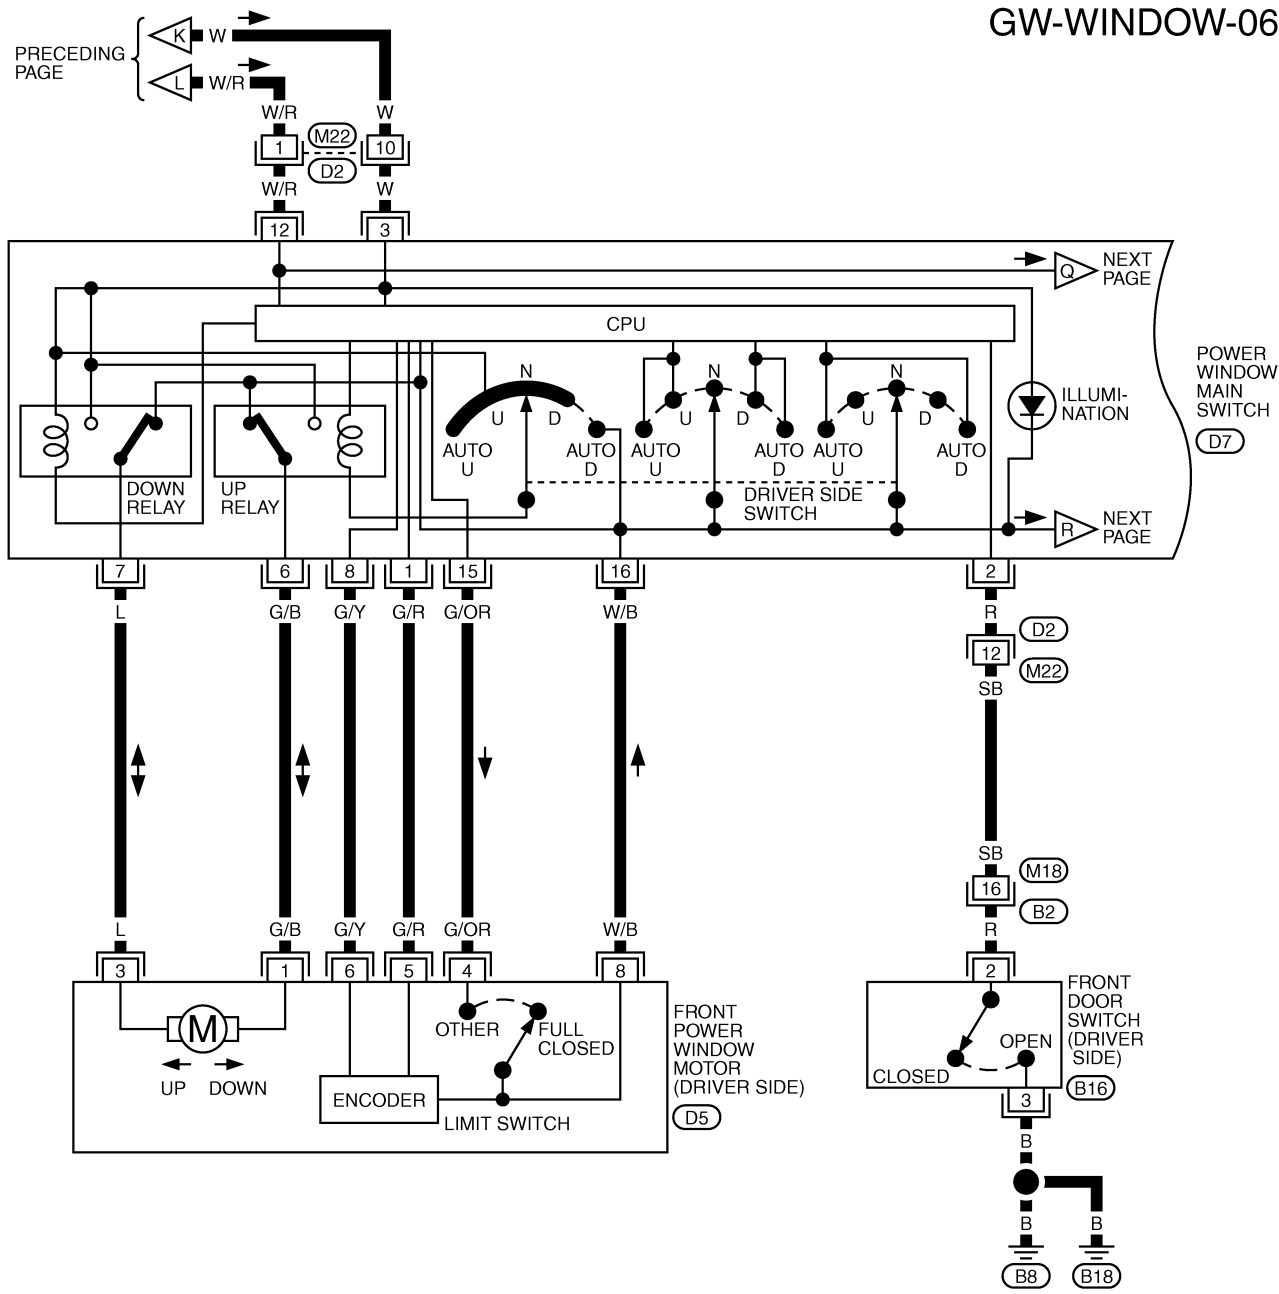 GW-WINDOW-06
PRECEDING
PAGE
K W
L W/R
W/R W
1 M22 10
D2
W/R W
12 3
Q NEXT
PAGE
CPU
POWER
WINDOW
MAIN
SWITCH
D7
ILLUMI-
NATION
N N N
U D U D U D
AUTO
U
AUTO
D
AUTO
U
AUTO
D
AUTO
U
AUTO
D
DOWN
RELAY
UP
RELAY
DRIVER SIDE
SWITCH
R NEXT
PAGE
7 6 8 1 15 16 2
L G/B G/Y G/R G/OR W/B R
D2
12
M22
SB
SB
M18
16
B2
L G/B G/Y G/R G/OR W/B R
3 1 6 5 4 8 2
M
UP DOWN
ENCODER
OTHER
FULL
CLOSED
LIMIT SWITCH
FRONT
POWER
WINDOW
MOTOR
(DRIVER SIDE)
D5
OPEN
CLOSED
FRONT
DOOR
SWITCH
(DRIVER
SIDE)
B16
3
B
B B
B8 B18